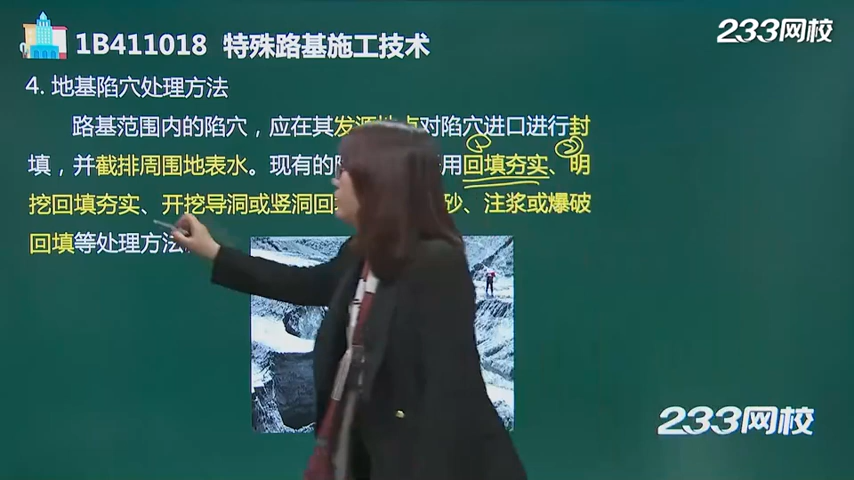 1B411018 特殊路基施工技术
233网校
4. 地基陷穴处理方法
路基范围内的陷穴，应在其发源地点对陷穴进口进行封
填，并截排周围地表水。现有的 用回填夯实、明
挖回填夯实、开挖导洞或竖洞回 砂、注浆或爆破
回填等处理方法
233网校